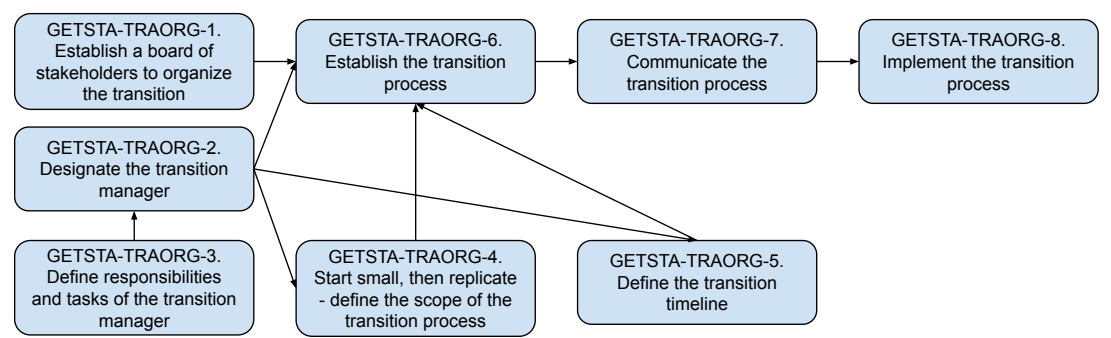 GETSTA-TRAORG-1.
Establish a board of
stakeholders to organize
the transition
GETSTA-TRAORG-6.
Establish the transition
process
GETSTA-TRAORG-7.
Communicate the
transition process
GETSTA-TRAORG-8.
Implement the transition
process
GETSTA-TRAORG-2.
Designate the transition
manager
GETSTA-TRAORG-3.
Define responsibilities
and tasks of the transition
manager
GETSTA-TRAORG-4.
Start small, then replicate
- define the scope of the
transition process
GETSTA-TRAORG-5.
Define the transition
timeline